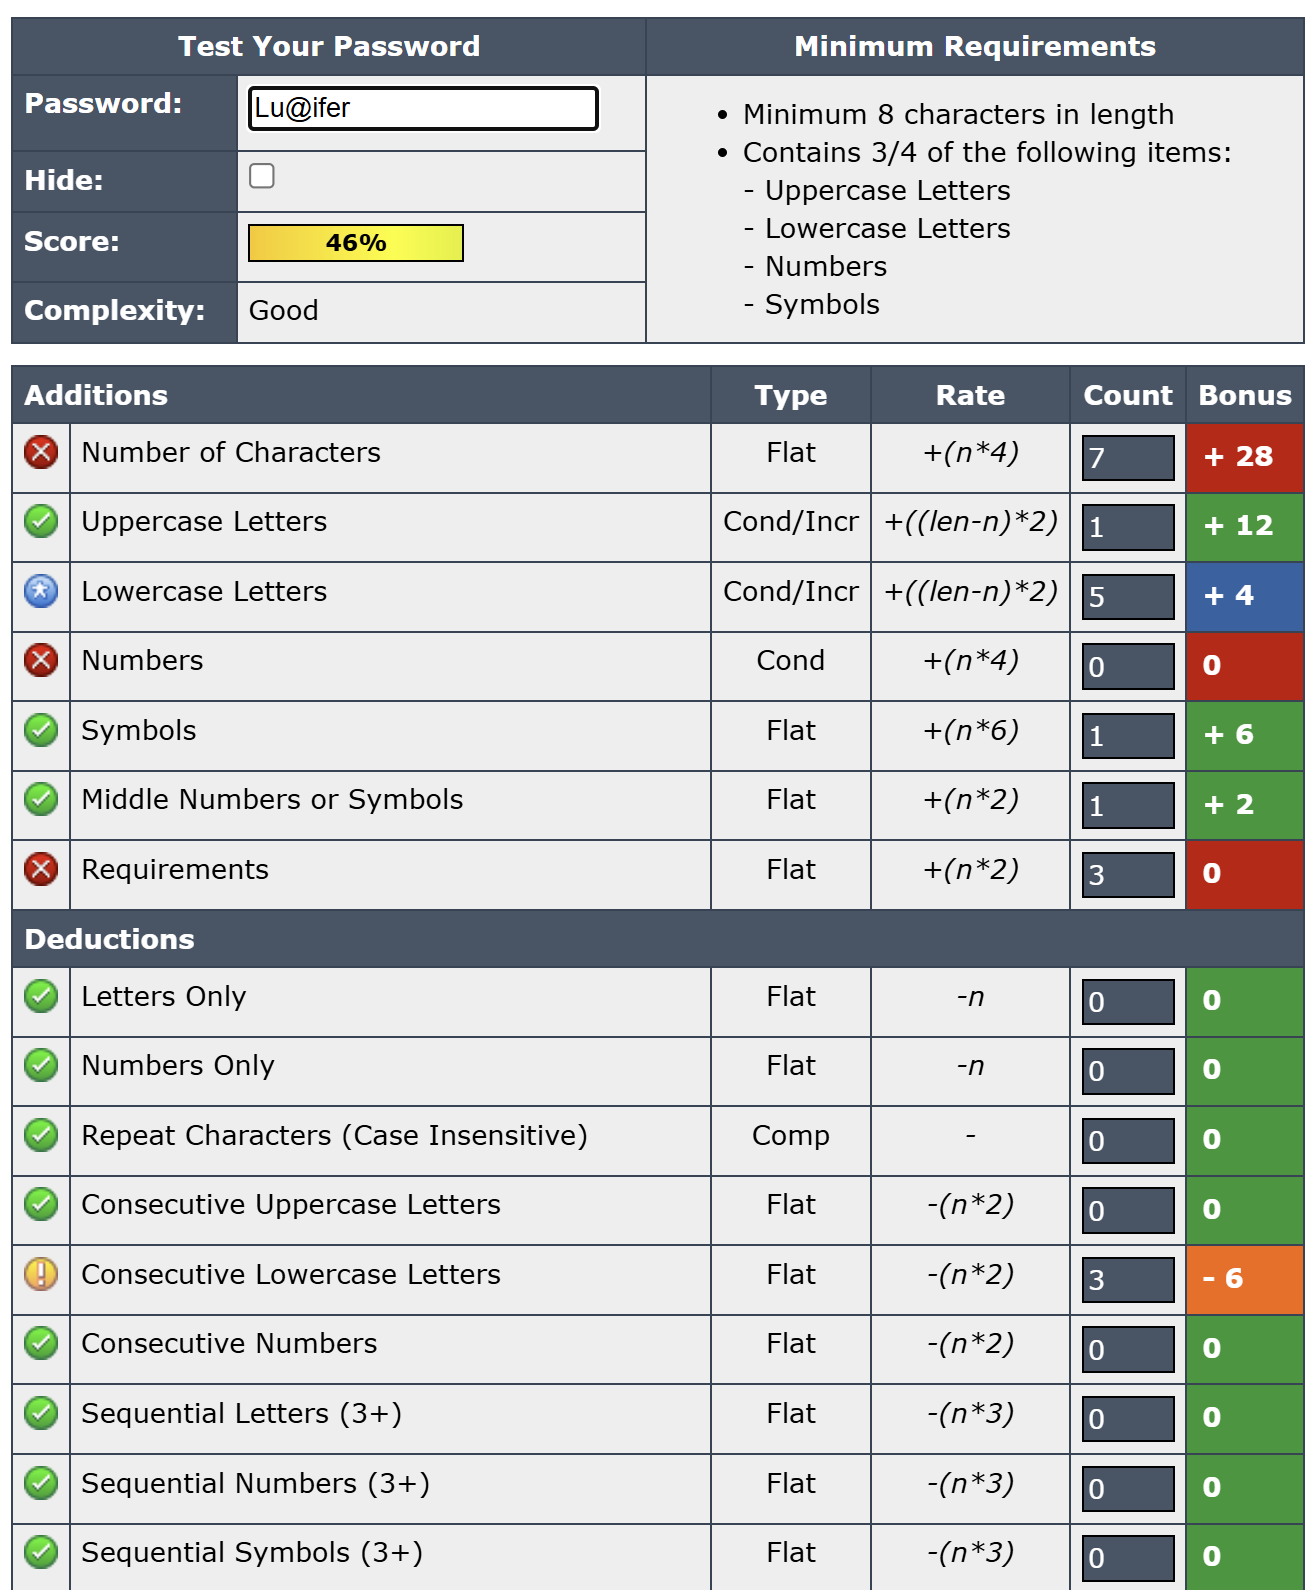 Test Your Password
Minimum Requirements
Password:
Lu@ifer
Hide:
Score:
46%
Complexity:
Good
• Minimum 8 characters in length
• Contains 3/4 of the following items:
- Uppercase Letters
- Lowercase Letters
- Numbers
- Symbols
Additions Type Rate Count Bonus
Number of Characters Flat +(n*4) 7 + 28
Uppercase Letters Cond/Incr +((len-n)*2) 1 + 12
Lowercase Letters Cond/Incr +((len-n)*2) 5 + 4
Numbers Cond +(n*4) 0 0
Symbols Flat +(n*6) 1 + 6
Middle Numbers or Symbols Flat +(n*2) 1 + 2
Requirements Flat +(n*2) 3 0
Deductions
Letters Only Flat -n 0 0
Numbers Only Flat -n 0 0
Repeat Characters (Case Insensitive) Comp - 0 0
Consecutive Uppercase Letters Flat -(n*2) 0 0
Consecutive Lowercase Letters Flat -(n*2) 3 - 6
Consecutive Numbers Flat -(n*2) 0 0
Sequential Letters (3+) Flat -(n*3) 0 0
Sequential Numbers (3+) Flat -(n*3) 0 0
Sequential Symbols (3+) Flat -(n*3) 0 0